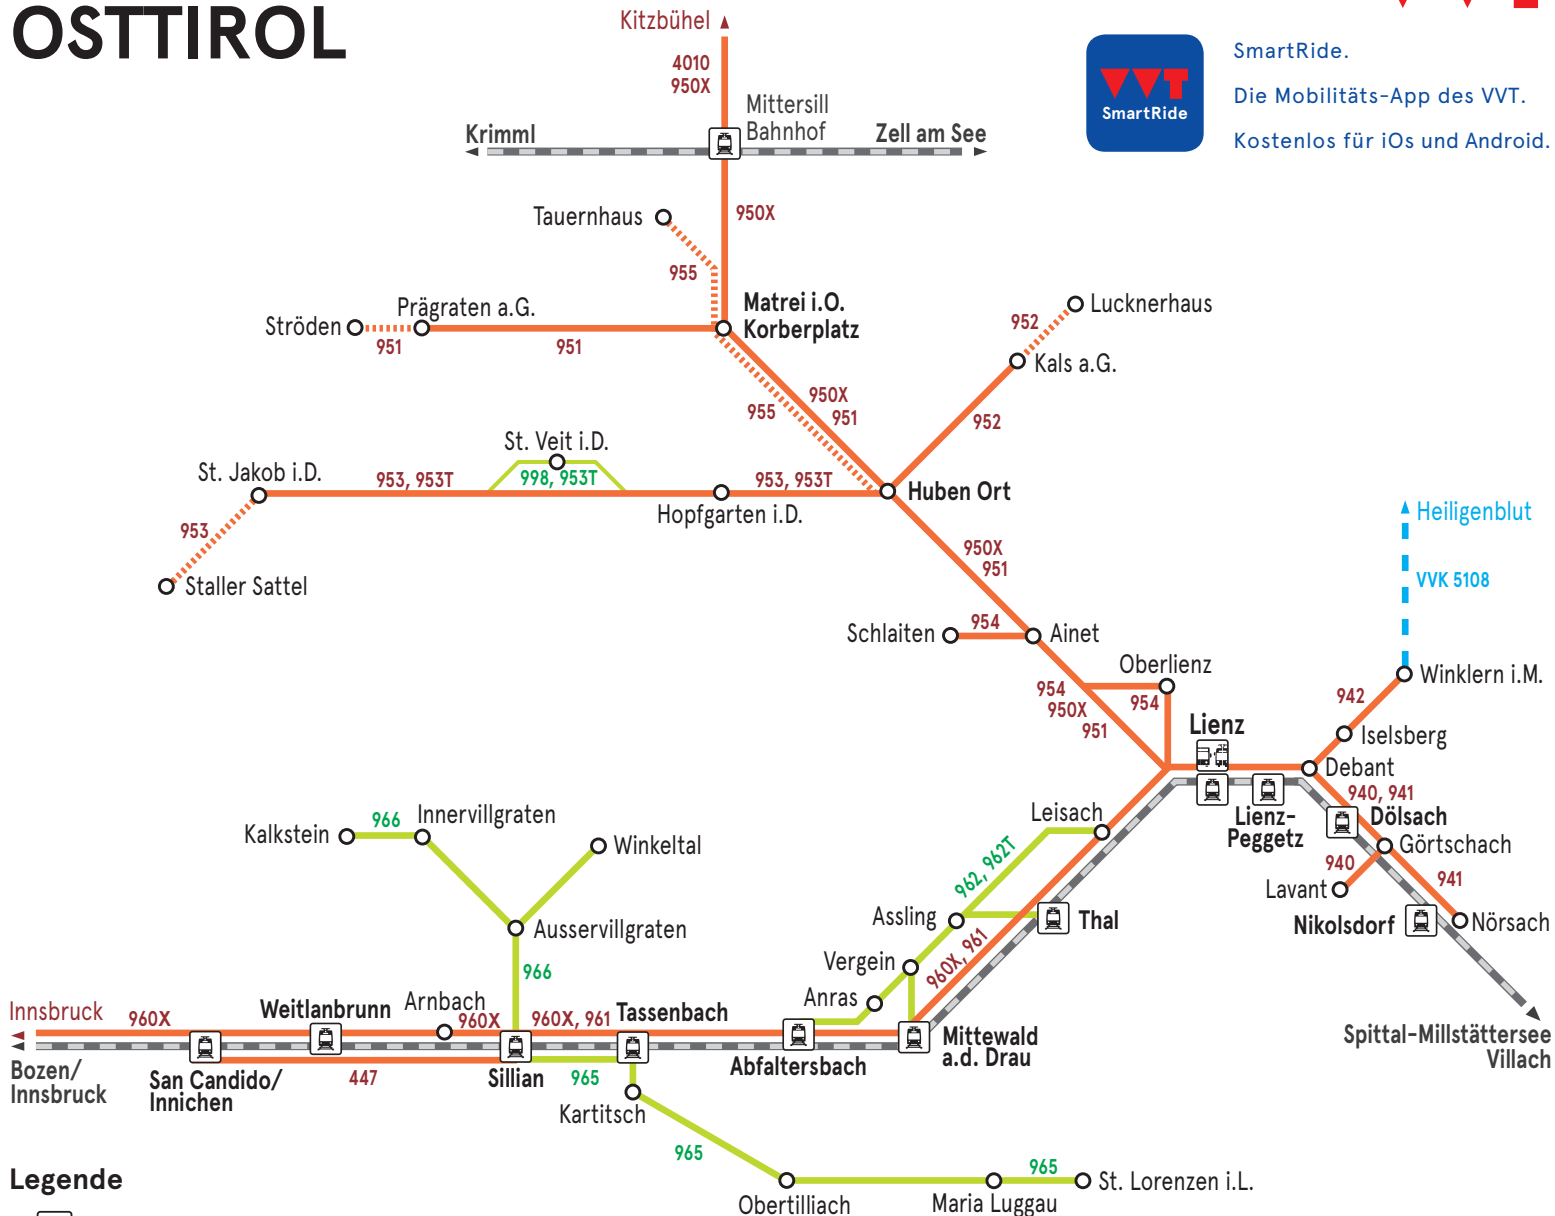 OSTTIROL
Kitzbühel
4010
950X
Mittersill
Bahnhof
Krimml
Zell am See
VVT
SmartRide
SmartRide.
Die Mobilitäts-App des VVT.
Kostenlos für iOs und Android.
Tauernhaus
950X
955
Matrei i.O.
Korberplatz
Prägraten a.G.
Ströden
951
951
Lucknerhaus
952
Kals a.G.
952
950X
951
955
St. Veit i.D.
998, 953T
St. Jakob i.D.
953, 953T
953, 953T
Hopfgarten i.D.
Huben Ort
953
Staller Sattel
950X
951
Heiligenblut
VVK 5108
Schlaiten
954
Ainet
Oberlienz
954
954
950X
951
Winklern i.M.
942
Iselsberg
Lienz
Debant
940, 941
Lienz-
Peggetz
Dölsach
Görtschach
940
941
Lavant
Nikolsdorf
Nörsach
Spittal-Millstättersee
Villach
Leisach
962, 962T
Assling
Thal
Vergein
960X, 961
Anras
Kalkstein
966
Innervillgraten
Winkeltal
Ausservillgraten
966
Innsbruck
960X
Weitlanbrunn
Arnbach
960X
960X, 961
Tassenbach
Abfaltersbach
Mittewald
a.d. Drau
Bozen/
Innsbruck
San Candido/
Innichen
447
Sillian
965
Kartitsch
965
Obertilliach
Maria Luggau
965
St. Lorenzen i.L.
Legende